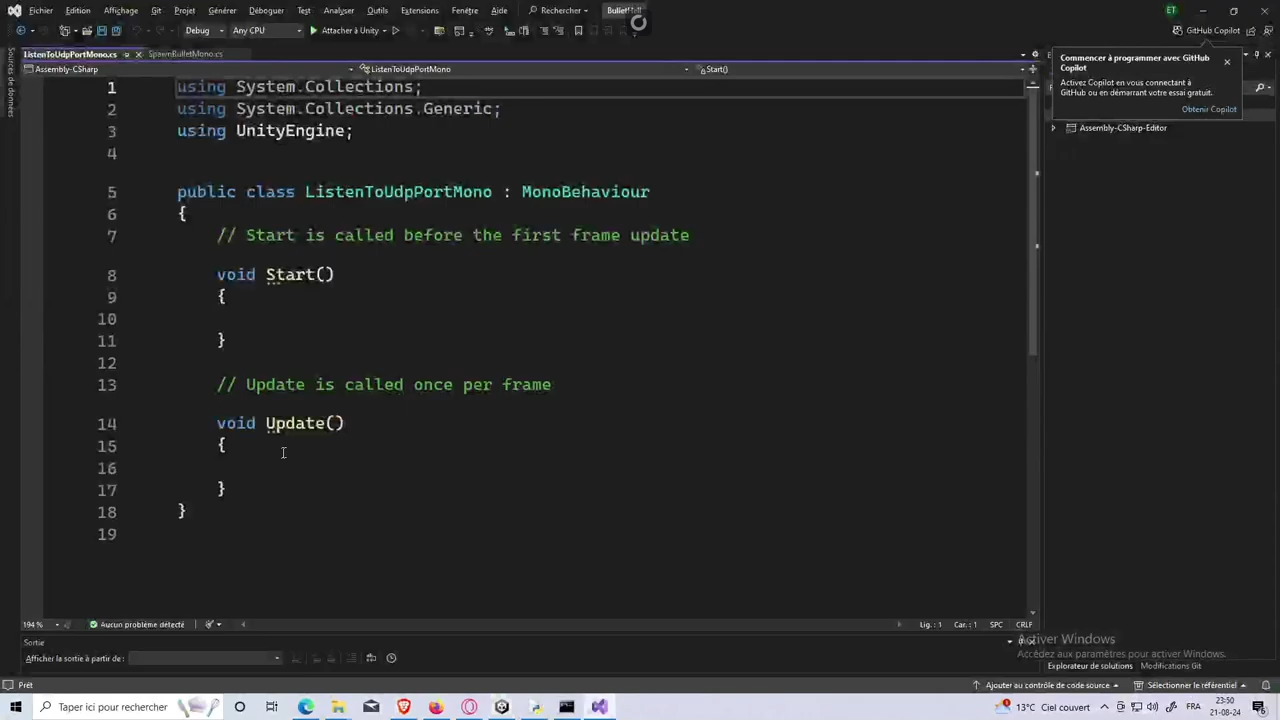 Fichier Edition Affichage Git Projet Générer Déboguer Test Analyser Outils Extensions Fenêtre Aide Rechercher ET
Debug Any CPU Attacher à Unity GitHub Copilot
ListenToUdpPortMono.cs SpawnBulletMono.cs
Assembly-CSharp ListenToUdpPortMono Start()
Sources de données
Commencer à programmer avec GitHub Copilot
Activez Copilot en vous connectant à GitHub ou en démarrant votre essai gratuit.
Obtenir Copilot
Assembly-CSharp-Editor
1 using System.Collections;
2 using System.Collections.Generic;
3 using UnityEngine;
4
5 public class ListenToUdpPortMono : MonoBehaviour
6 {
7 // Start is called before the first frame update
8 void Start()
9 {
10
11 }
12
13 // Update is called once per frame
14 void Update()
15 {
16
17 }
18 }
19
194 % Aucun problème détecté Lig. : 1 Car. : 1 SPC CRLF
Sortie
Afficher la sortie à partir de :
Activer Windows
Accédez aux paramètres pour activer Windows.
Explorateur de solutions Modifications Git
Prêt Ajouter au contrôle de code source Sélectionner le référentiel
Taper ici pour rechercher 13°C Ciel couvert FRA 23:50
21-08-24